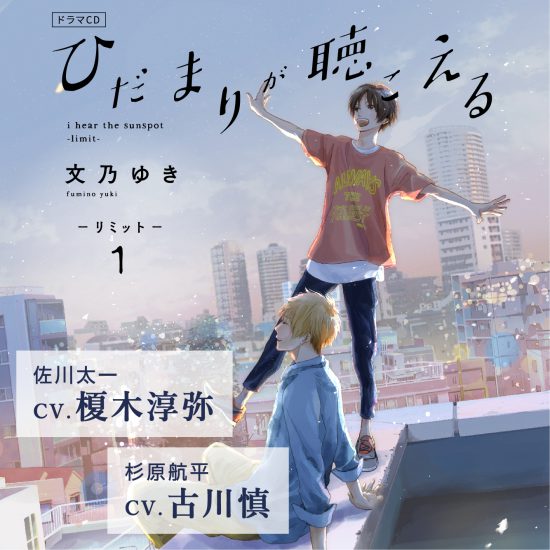 ドラマCD
ひだまりが聴こえる
i hear the sunspot
-limit-
文乃ゆき
fumino yuki
－リミット－
1
ALWAYS
THE
佐川太一
cv.榎木淳弥
杉原航平
cv.古川慎